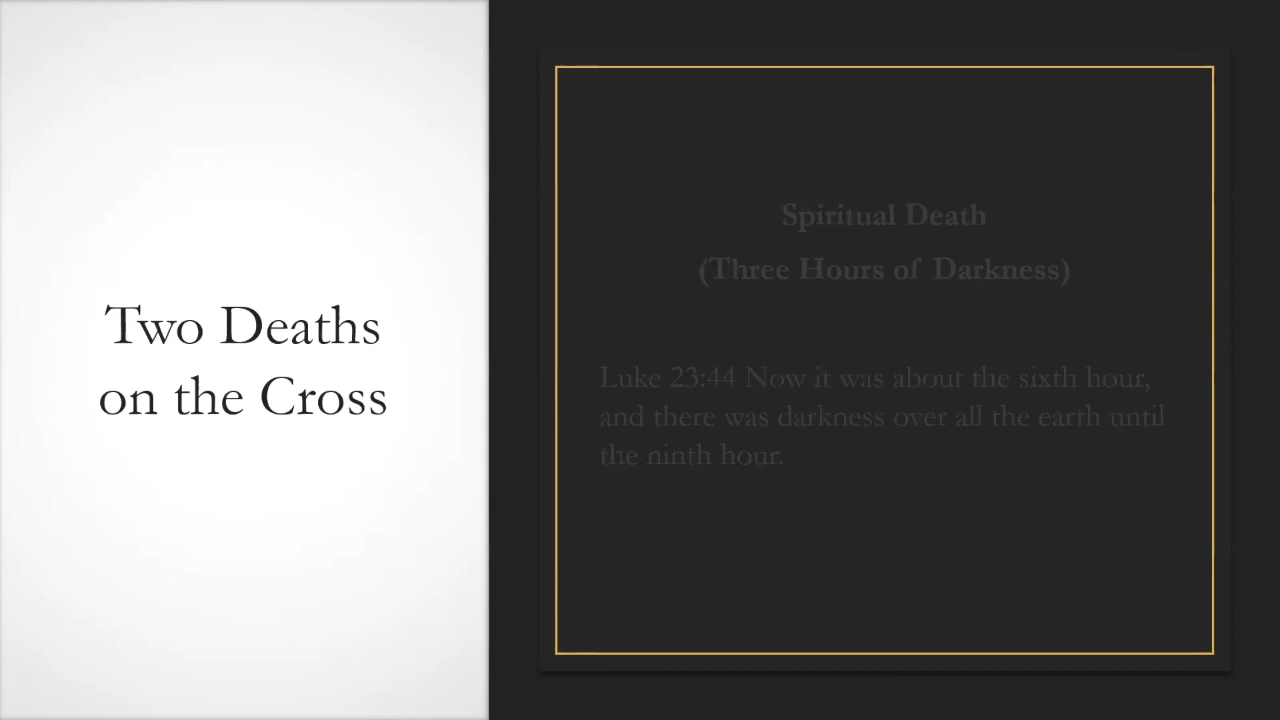 Two Deaths
on the Cross
Spiritual Death
(Three Hours of Darkness)
Luke 23:44 Now it was about the sixth hour,
and there was darkness over all the earth until
the ninth hour.